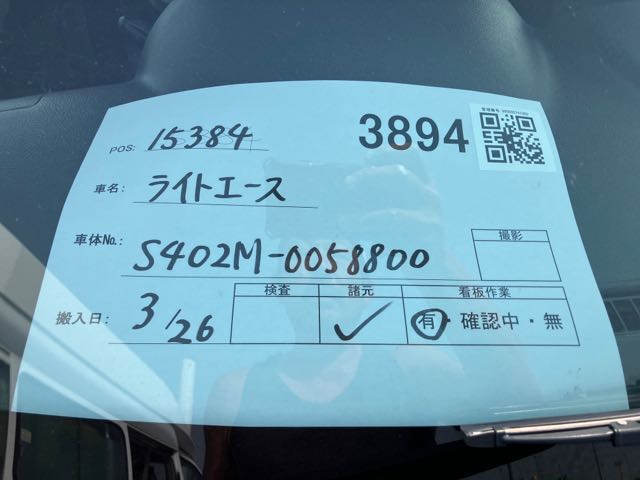 POS: 15384
3894
車名: ライトエース
車体No.: S402M-0058800
撮影
搬入日: 3/26
検査 諸元 看板作業
✓ 有・確認中・無